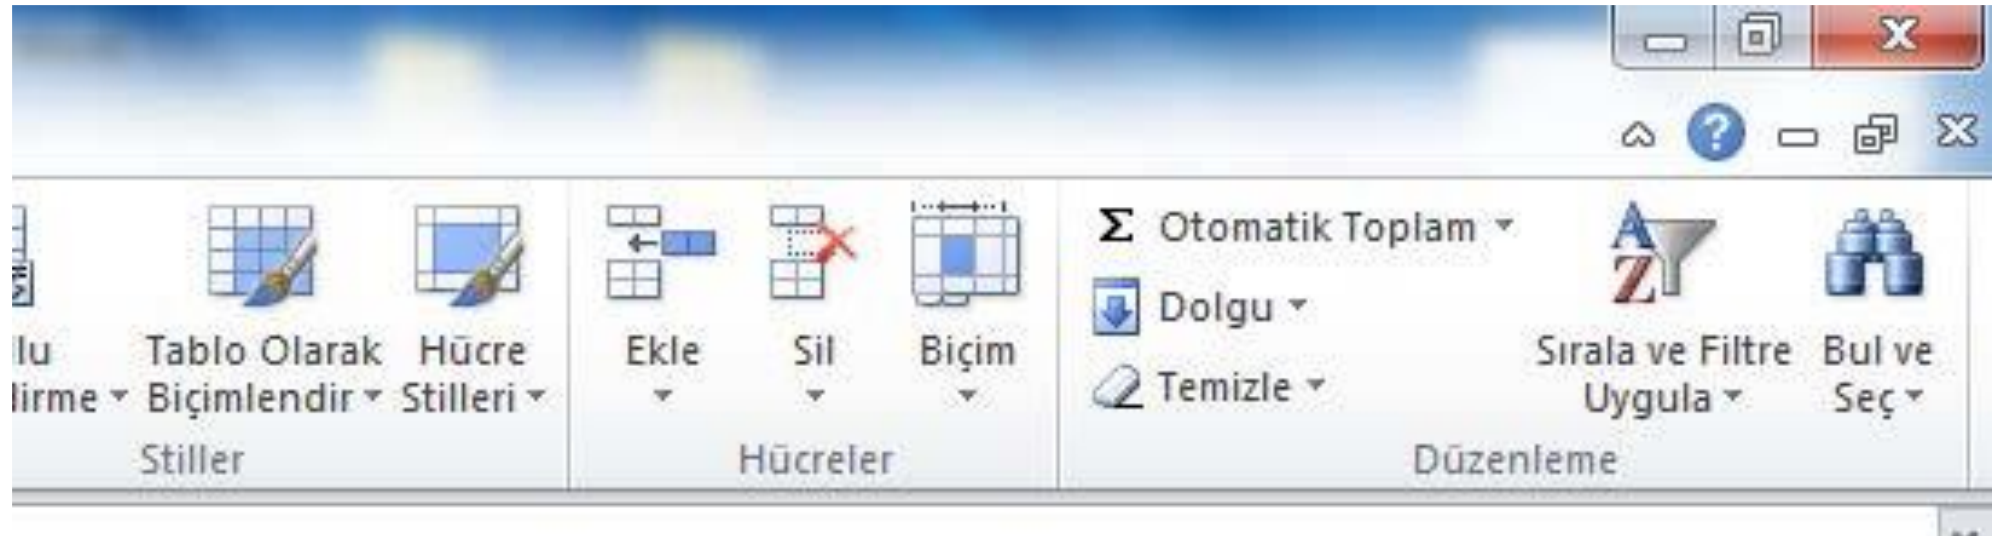 Tablo Olarak
Biçimlendir
Hücre
Stilleri
Stiller
Ekle
Sil
Biçim
Hücreler
Σ Otomatik Toplam
Dolgu
Temizle
Sırala ve Filtre
Uygula
Bul ve
Seç
Düzenleme